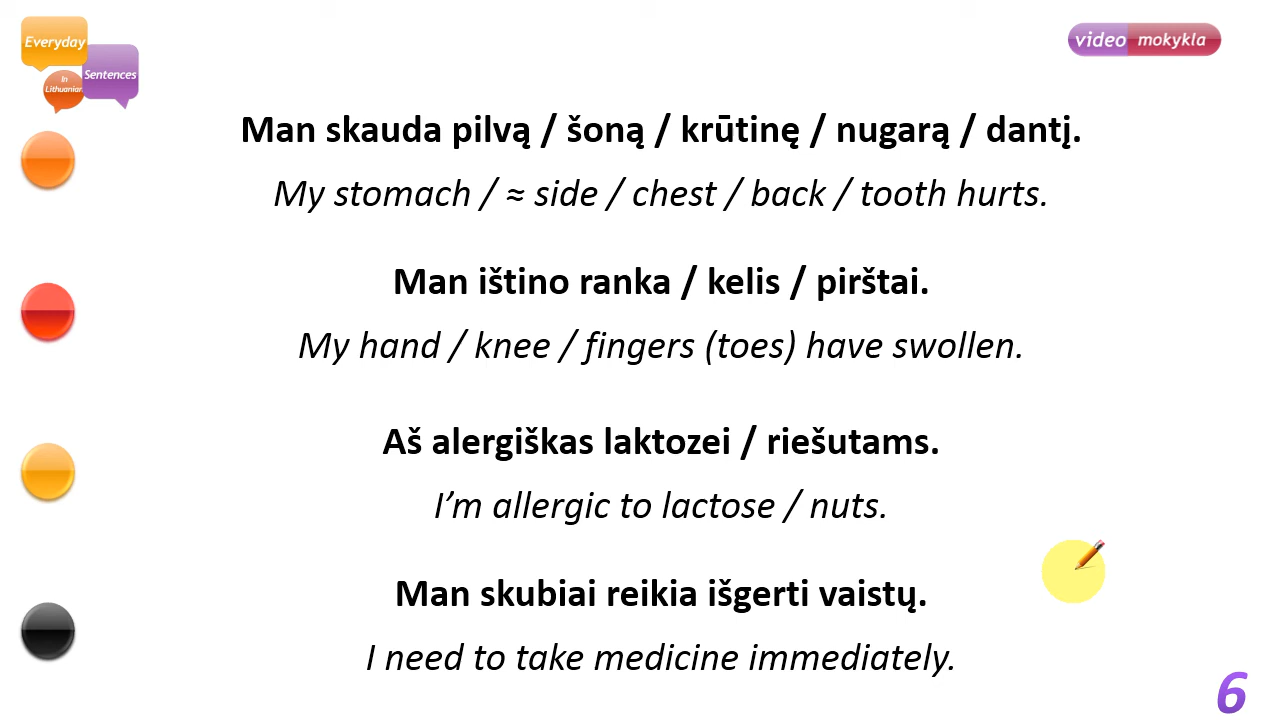 Everyday
In
Lithuanian
Sentences
video mokykla
Man skauda pilvą / šoną / krūtinę / nugarą / dantį.
My stomach / ≈ side / chest / back / tooth hurts.
Man ištino ranka / kelis / pirštai.
My hand / knee / fingers (toes) have swollen.
Aš alergiškas laktozei / riešutams.
I’m allergic to lactose / nuts.
Man skubiai reikia išgerti vaistų.
I need to take medicine immediately.
6